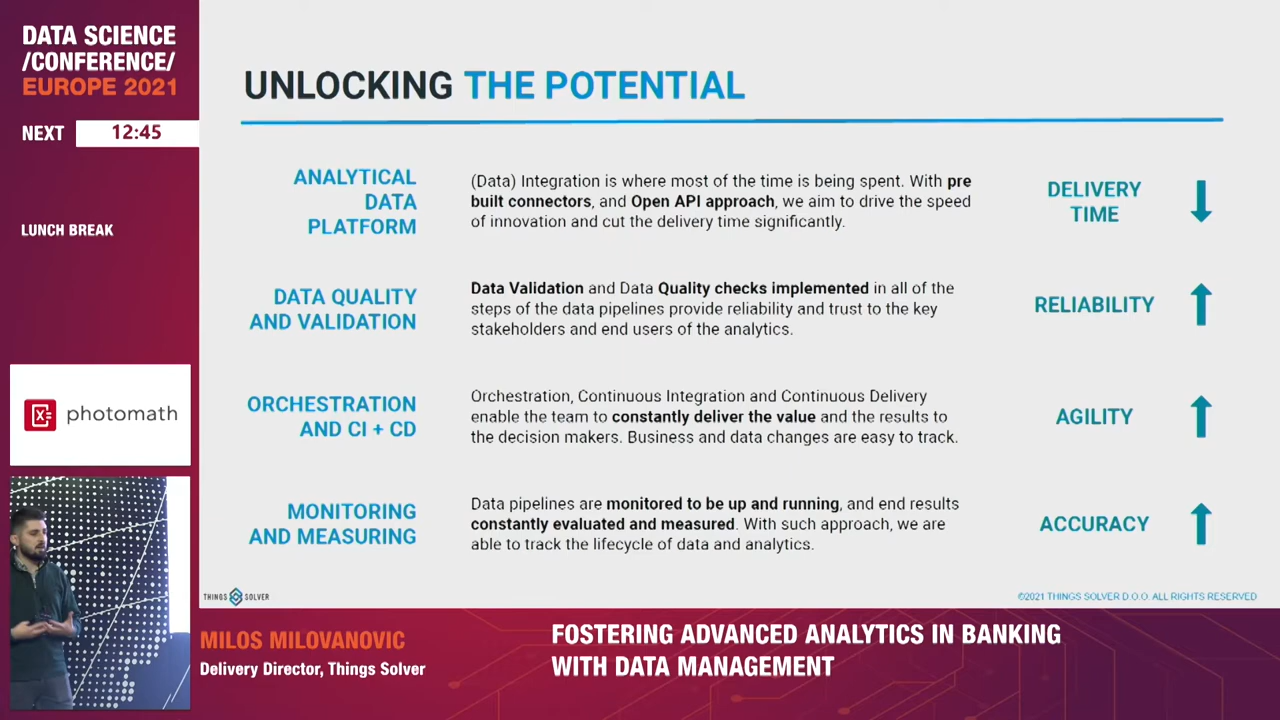 DATA SCIENCE
/CONFERENCE/
EUROPE 2021
NEXT 12:45
LUNCH BREAK
photomath
UNLOCKING THE POTENTIAL
ANALYTICAL
DATA
PLATFORM
(Data) Integration is where most of the time is being spent. With pre
built connectors, and Open API approach, we aim to drive the speed
of innovation and cut the delivery time significantly.
DELIVERY
TIME
DATA QUALITY
AND VALIDATION
Data Validation and Data Quality checks implemented in all of the
steps of the data pipelines provide reliability and trust to the key
stakeholders and end users of the analytics.
RELIABILITY
ORCHESTRATION
AND CI + CD
Orchestration, Continuous Integration and Continuous Delivery
enable the team to constantly deliver the value and the results to
the decision makers. Business and data changes are easy to track.
AGILITY
MONITORING
AND MEASURING
Data pipelines are monitored to be up and running, and end results
constantly evaluated and measured. With such approach, we are
able to track the lifecycle of data and analytics.
ACCURACY
THINGS SOLVER
©2021 THINGS SOLVER D.O.O. ALL RIGHTS RESERVED
MILOS MILOVANOVIC
Delivery Director, Things Solver
FOSTERING ADVANCED ANALYTICS IN BANKING
WITH DATA MANAGEMENT